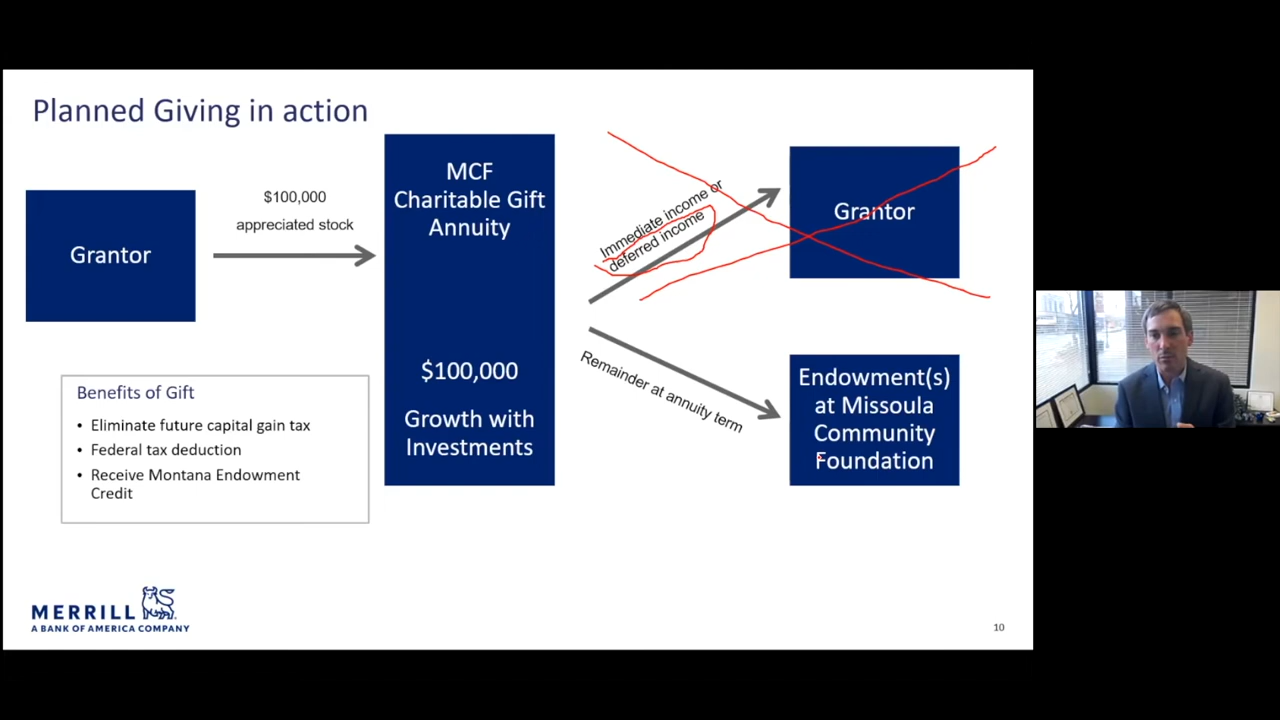 Planned Giving in action
Grantor
$100,000
appreciated stock
MCF
Charitable Gift
Annuity
$100,000
Growth with
Investments
Immediate income or
deferred income
Grantor
Remainder at annuity term
Endowment(s)
at Missoula
Community
Foundation
Benefits of Gift
• Eliminate future capital gain tax
• Federal tax deduction
• Receive Montana Endowment
Credit
MERRILL
A BANK OF AMERICA COMPANY
10